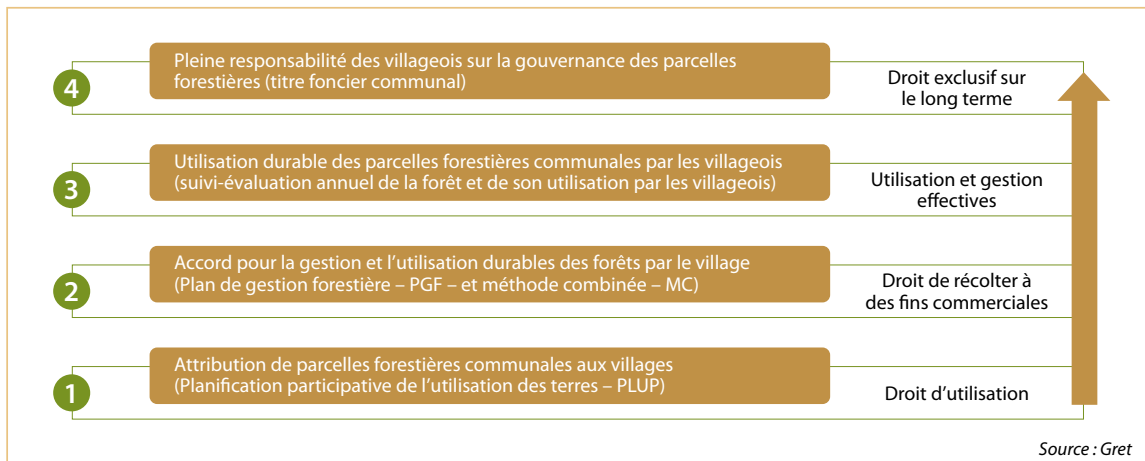 4
Pleine responsabilité des villageois sur la gouvernance des parcelles
forestières (titre foncier communal)
Droit exclusif sur
le long terme
3
Utilisation durable des parcelles forestières communales par les villageois
(suivi-évaluation annuel de la forêt et de son utilisation par les villageois)
Utilisation et gestion
effectives
2
Accord pour la gestion et l’utilisation durables des forêts par le village
(Plan de gestion forestière – PGF – et méthode combinée – MC)
Droit de récolter à
des fins commerciales
1
Attribution de parcelles forestières communales aux villages
(Planification participative de l’utilisation des terres – PLUP)
Droit d’utilisation
Source : Gret